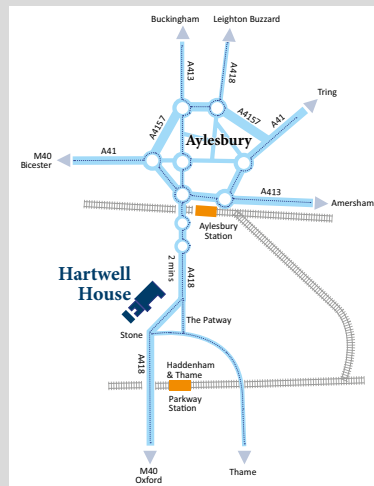 Buckingham
Leighton Buzzard
A413
A418
Tring
A4157
A4157
A41
Aylesbury
M40
Bicester
A41
A413
Amersham
Aylesbury
Station
2 mins
A418
Hartwell
House
The Patway
Stone
A418
Haddenham
& Thame
Parkway
Station
M40
Oxford
Thame